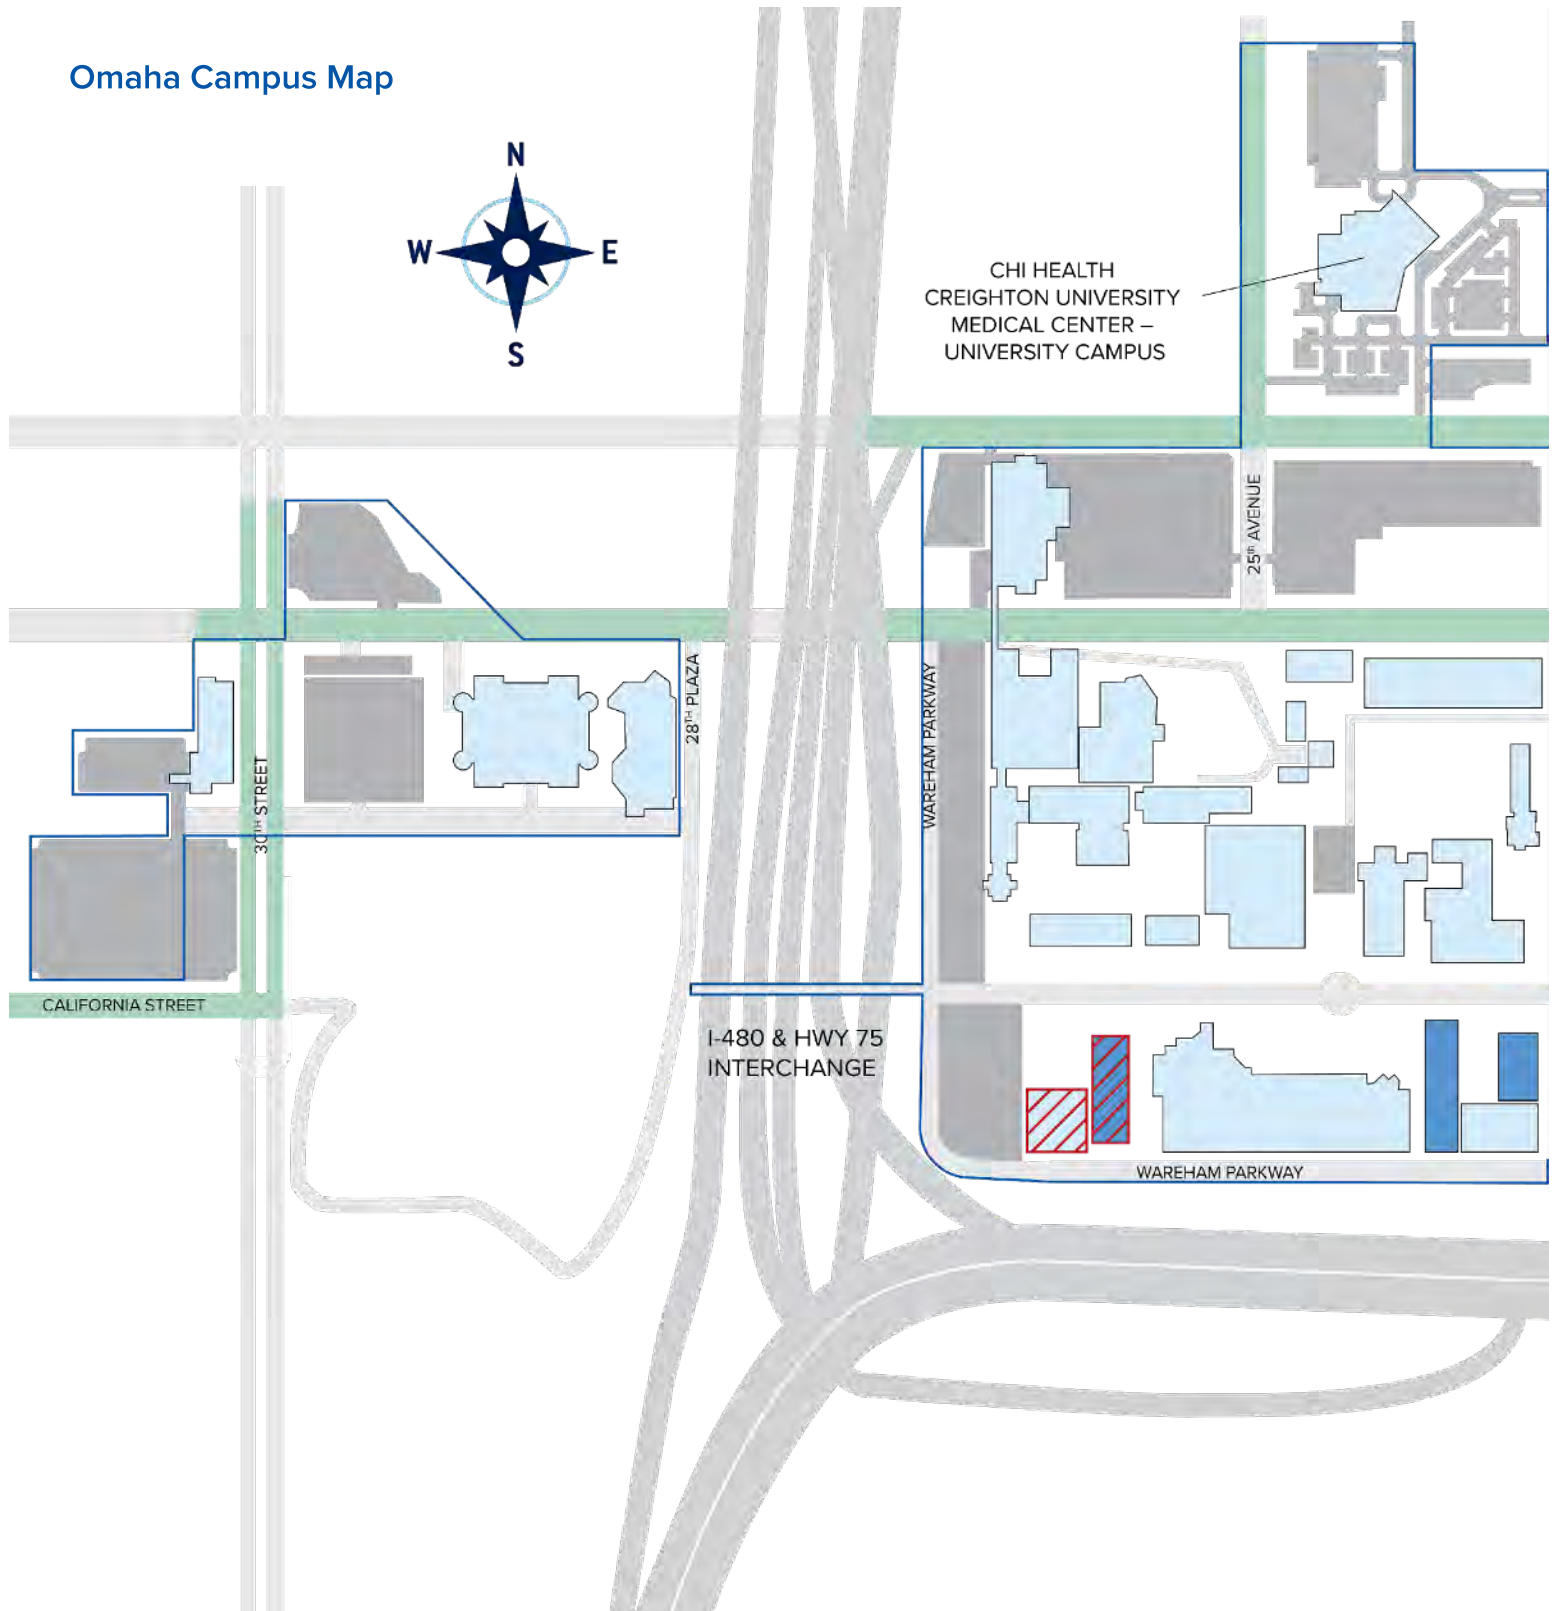 Omaha Campus Map
N
W E
S
CHI HEALTH
CREIGHTON UNIVERSITY
MEDICAL CENTER –
UNIVERSITY CAMPUS
25th AVENUE
28TH PLAZA
WAREHAM PARKWAY
30TH STREET
CALIFORNIA STREET
I-480 & HWY 75
INTERCHANGE
WAREHAM PARKWAY